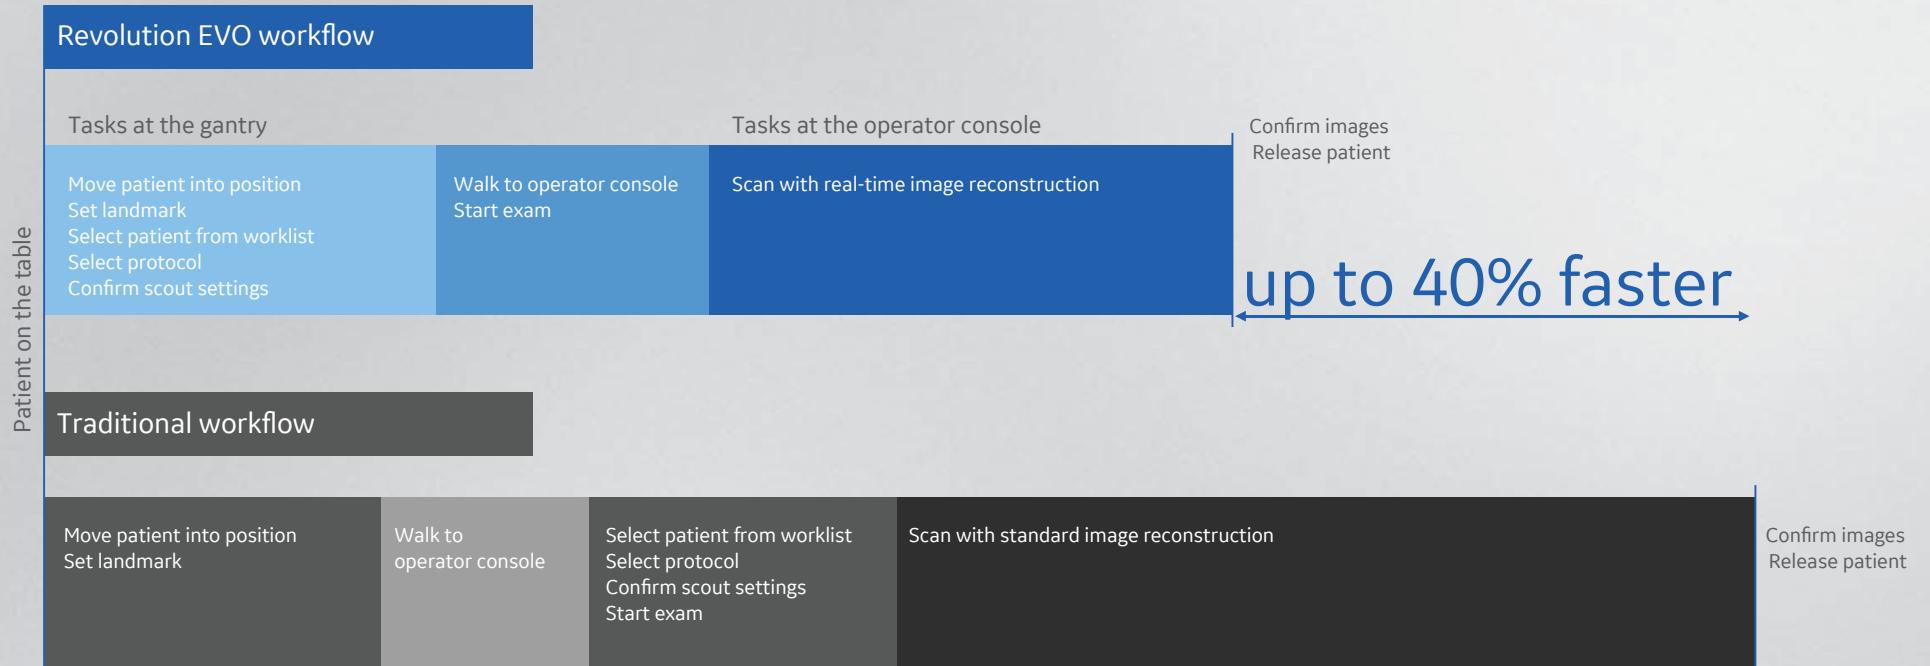 Revolution EVO workflow
Patient on the table
Tasks at the gantry
Move patient into position
Set landmark
Select patient from worklist
Select protocol
Confirm scout settings
Walk to operator console
Start exam
Tasks at the operator console
Scan with real-time image reconstruction
Confirm images
Release patient
up to 40% faster
Traditional workflow
Move patient into position
Set landmark
Walk to
operator console
Select patient from worklist
Select protocol
Confirm scout settings
Start exam
Scan with standard image reconstruction
Confirm images
Release patient